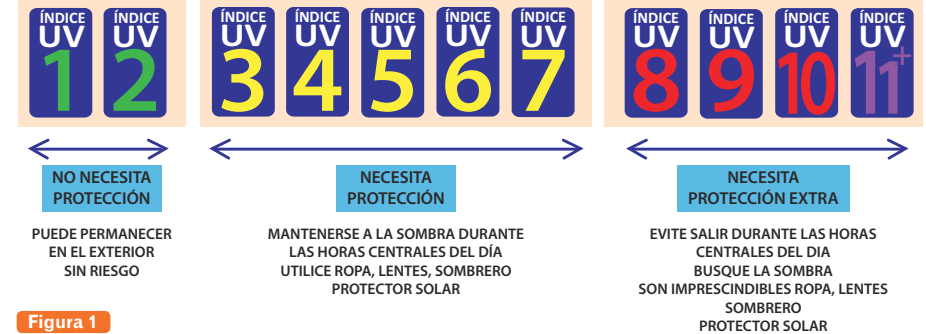 ÍNDICE
UV
1
ÍNDICE
UV
2
ÍNDICE
UV
3
ÍNDICE
UV
4
ÍNDICE
UV
5
ÍNDICE
UV
6
ÍNDICE
UV
7
ÍNDICE
UV
8
ÍNDICE
UV
9
ÍNDICE
UV
10
ÍNDICE
UV
11+
NO NECESITA
PROTECCIÓN
PUEDE PERMANECER
EN EL EXTERIOR
SIN RIESGO
NECESITA
PROTECCIÓN
MANTENERSE A LA SOMBRA DURANTE
LAS HORAS CENTRALES DEL DÍA
UTILICE ROPA, LENTES, SOMBRERO
PROTECTOR SOLAR
NECESITA
PROTECCIÓN EXTRA
EVITE SALIR DURANTE LAS HORAS
CENTRALES DEL DIA
BUSQUE LA SOMBRA
SON IMPRESCINDIBLES ROPA, LENTES
SOMBRERO
PROTECTOR SOLAR
Figura 1